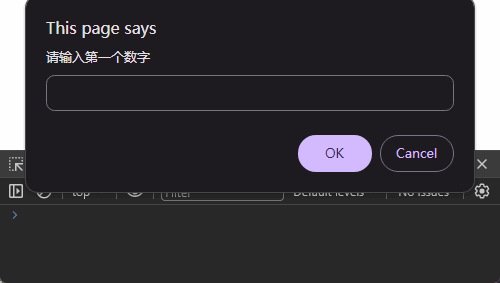 This page says
请输入第一个数字
OK
Cancel
top
Filter
Default levels
No Issues